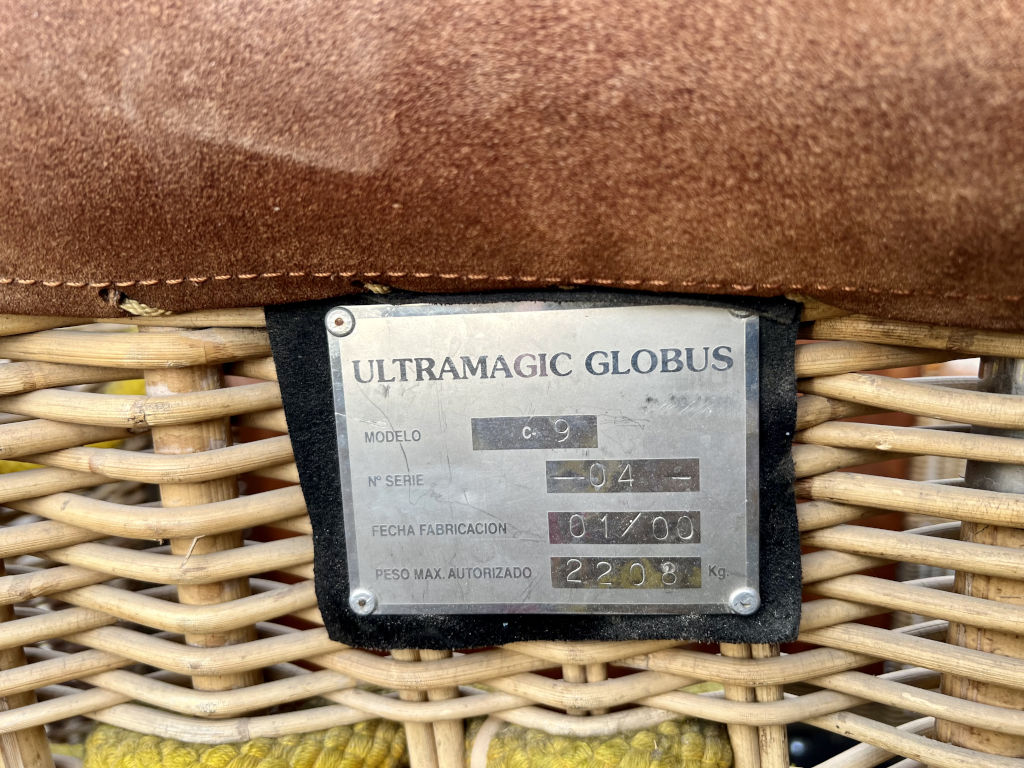 ULTRAMAGIC GLOBUS
MODELO C- 9
Nº SERIE —04 –
FECHA FABRICACION 01/00
PESO MAX. AUTORIZADO 2208 Kg.